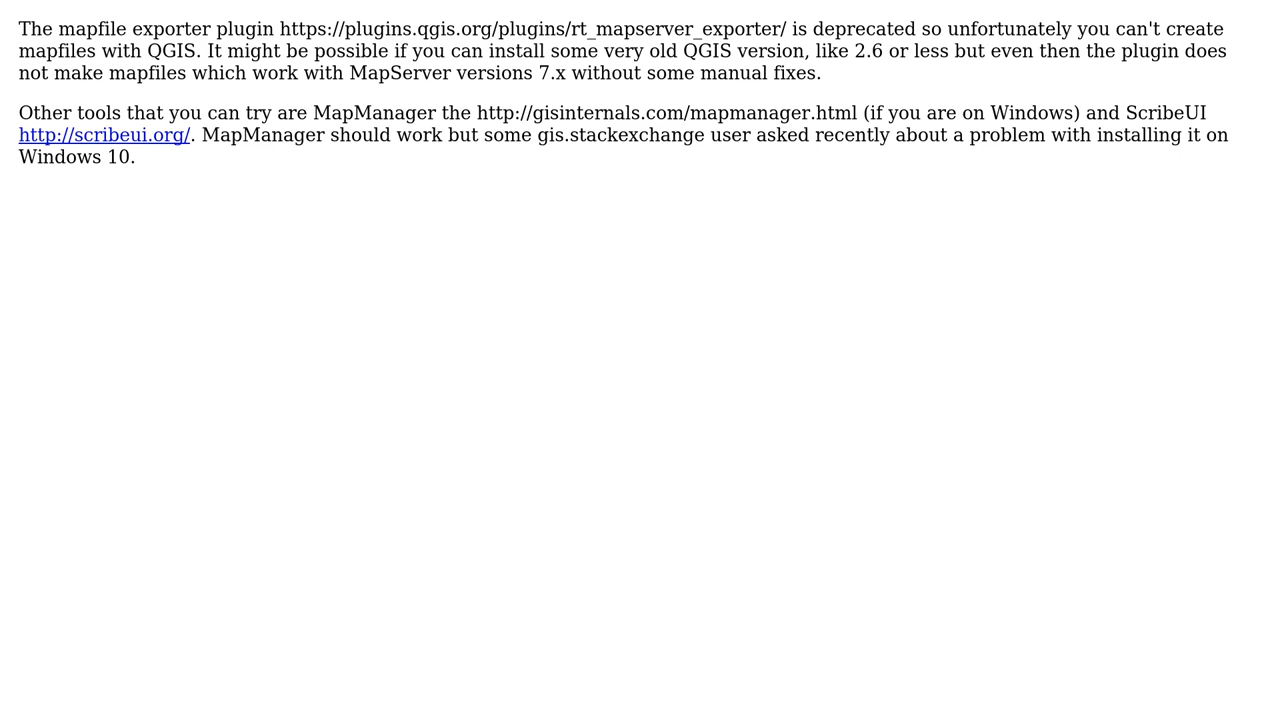 The mapfile exporter plugin https://plugins.qgis.org/plugins/rt_mapserver_exporter/ is deprecated so unfortunately you can't create
mapfiles with QGIS. It might be possible if you can install some very old QGIS version, like 2.6 or less but even then the plugin does
not make mapfiles which work with MapServer versions 7.x without some manual fixes.
Other tools that you can try are MapManager the http://gisinternals.com/mapmanager.html (if you are on Windows) and ScribeUI
http://scribeui.org/. MapManager should work but some gis.stackexchange user asked recently about a problem with installing it on
Windows 10.